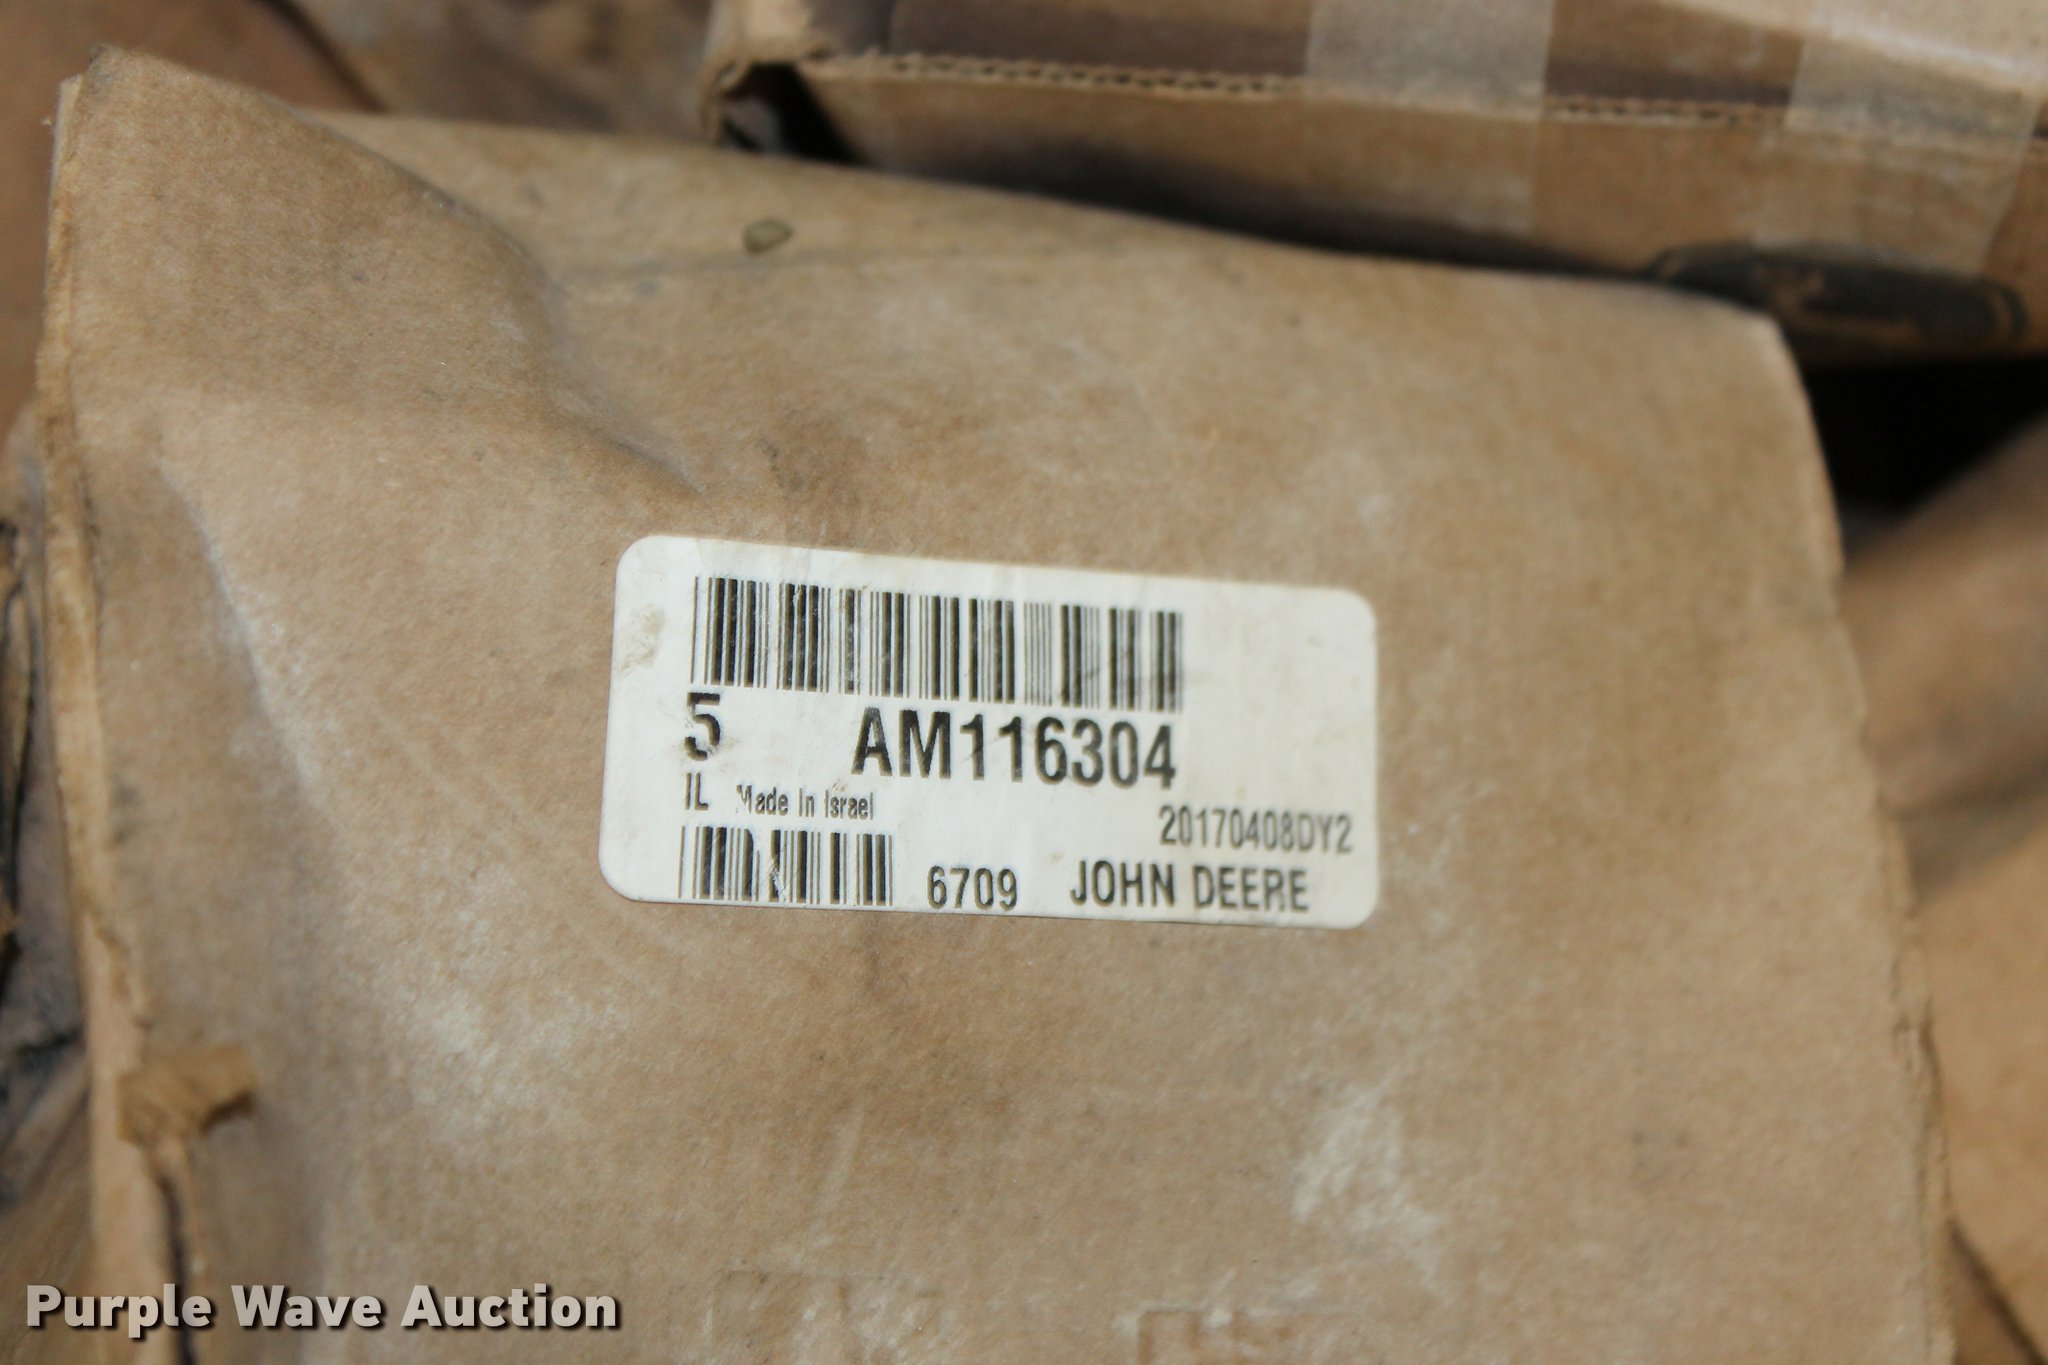 5 AM116304
IL Made In Israel
20170408DY2
6709 JOHN DEERE
Purple Wave Auction